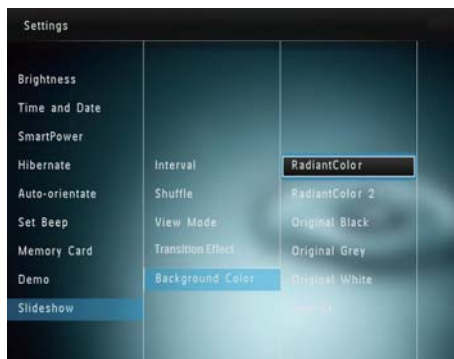 Settings
Brightness
Time and Date
SmartPower
Hibernate
Auto-orientate
Set Beep
Memory Card
Demo
Slideshow
Interval
Shuffle
View Mode
Transition Effect
Background Color
RadiantColor
RadiantColor 2
Original Black
Original Grey
Original White